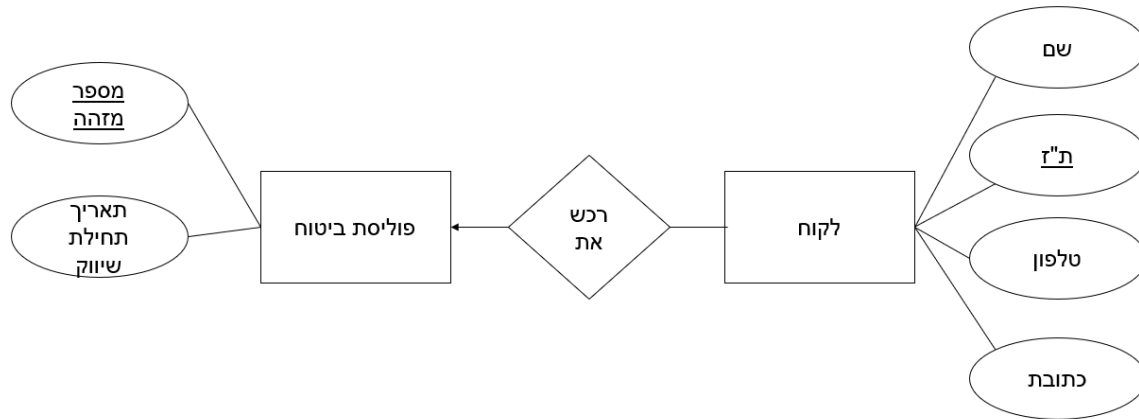 שם
ת"ז
טלפון
כתובת
לקוח
רכש
את
פוליסת ביטוח
מספר
מזהה
תאריך
תחילת
שיווק